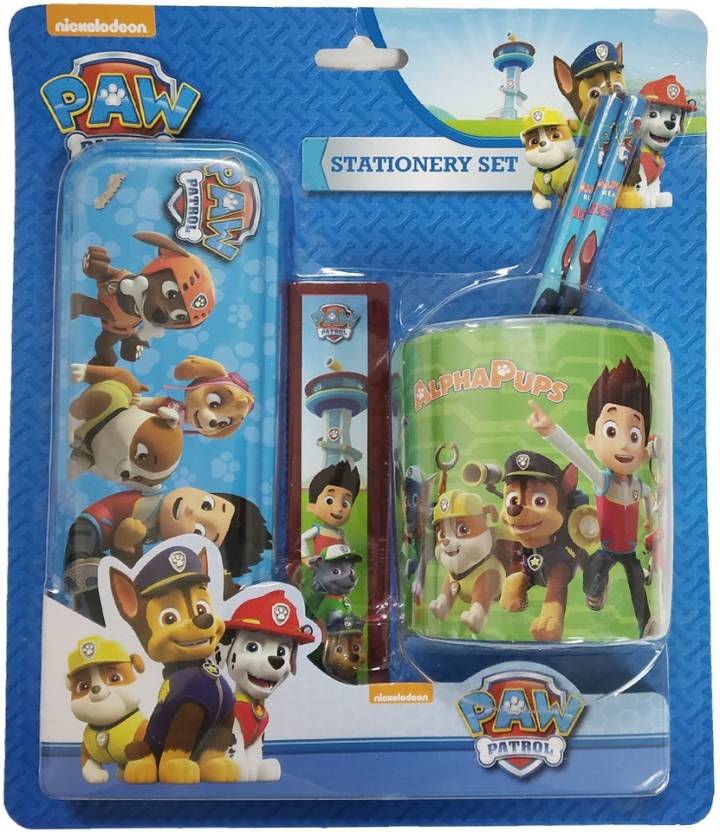 nickelodeon
PAW
STATIONERY SET
PAW
PATROL
PAW
PATROL
ALPHAPUPS
nickelodeon
PAW
PATROL